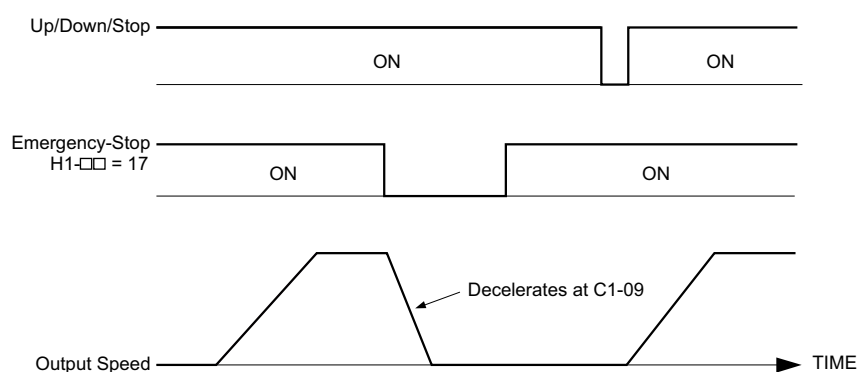 Up/Down/Stop
ON
ON
Emergency-Stop
H1-□□ = 17
ON
ON
Decelerates at C1-09
Output Speed
TIME